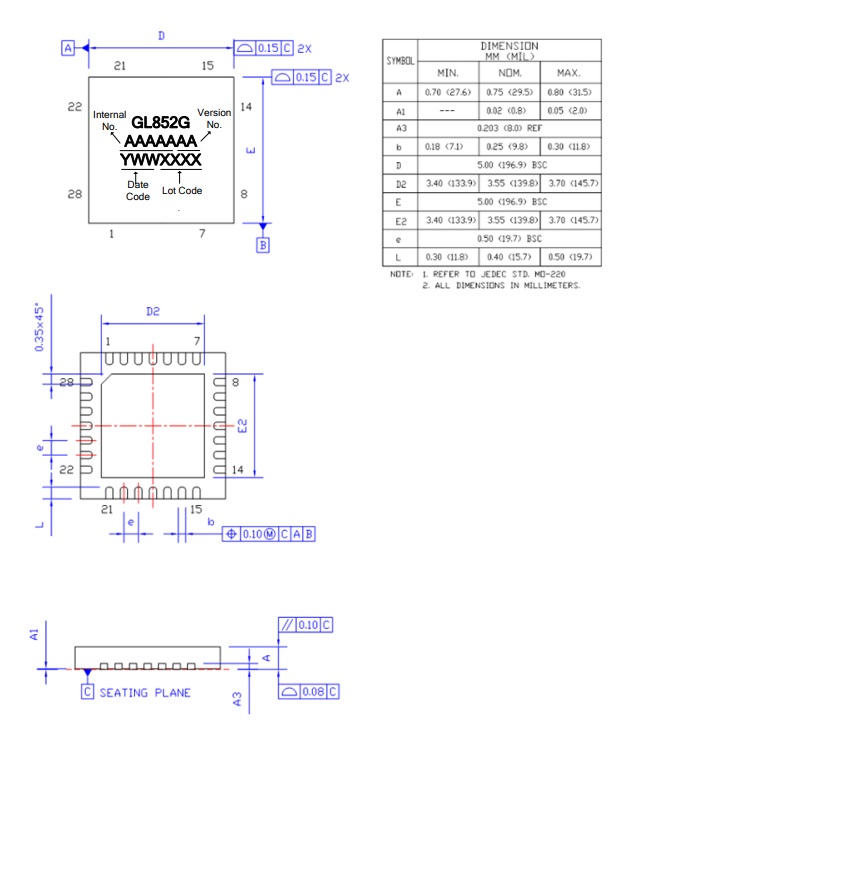 D
A
⌓ 0.15 C 2X
21 15
⌓ 0.15 C 2X
22 14
Internal No.
Version No.
GL852G
AAAAAAA
YWWXXXX
Date Code
Lot Code
E
28 8
1 7
B
SYMBOL DIMENSION MM (MIL)
MIN. NOM. MAX.
A 0.70 (27.6) 0.75 (29.5) 0.80 (31.5)
A1 --- 0.02 (0.8) 0.05 (2.0)
A3 0.203 (8.0) REF
b 0.18 (7.1) 0.25 (9.8) 0.30 (11.8)
D 5.00 (196.9) BSC
D2 3.40 (133.9) 3.55 (139.8) 3.70 (145.7)
E 5.00 (196.9) BSC
E2 3.40 (133.9) 3.55 (139.8) 3.70 (145.7)
e 0.50 (19.7) BSC
L 0.30 (11.8) 0.40 (15.7) 0.50 (19.7)
NOTE: 1. REFER TO JEDEC STD. MO-220
2. ALL DIMENSIONS IN MILLIMETERS.
0.35x45°
D2
1 7
28 8
E2
e
22 14
21 15
L
e b
⌖ 0.10 Ⓜ C A B
// 0.10 C
A1
A
C SEATING PLANE
A3
⌓ 0.08 C